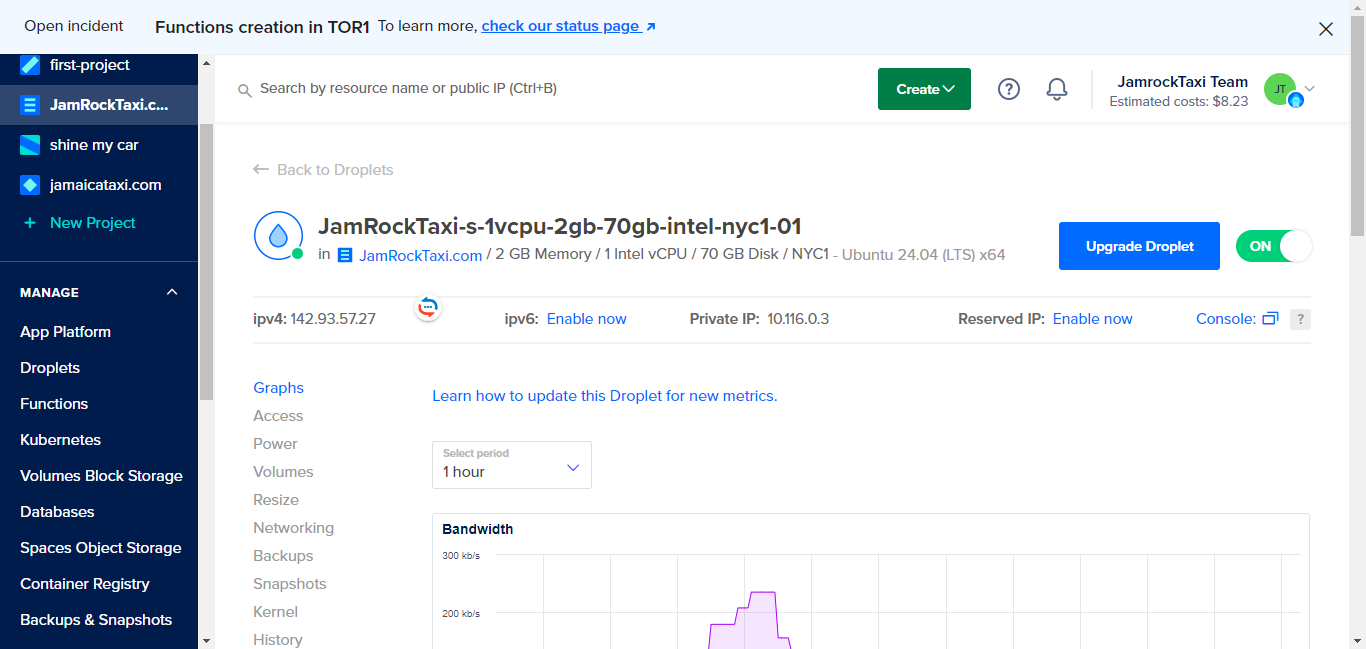 Open incident Functions creation in TOR1 To learn more, check our status page
first-project
JamRockTaxi.c...
shine my car
jamaicataxi.com
+ New Project
MANAGE
App Platform
Droplets
Functions
Kubernetes
Volumes Block Storage
Databases
Spaces Object Storage
Container Registry
Backups & Snapshots
Search by resource name or public IP (Ctrl+B)
Create
?
JamrockTaxi Team
Estimated costs: $8.23
JT
← Back to Droplets
JamRockTaxi-s-1vcpu-2gb-70gb-intel-nyc1-01
in JamRockTaxi.com / 2 GB Memory / 1 Intel vCPU / 70 GB Disk / NYC1 - Ubuntu 24.04 (LTS) x64
Upgrade Droplet
ON
ipv4: 142.93.57.27 ipv6: Enable now Private IP: 10.116.0.3 Reserved IP: Enable now Console: ?
Graphs
Access
Power
Volumes
Resize
Networking
Backups
Snapshots
Kernel
History
Learn how to update this Droplet for new metrics.
Select period
1 hour
Bandwidth
300 kb/s
200 kb/s